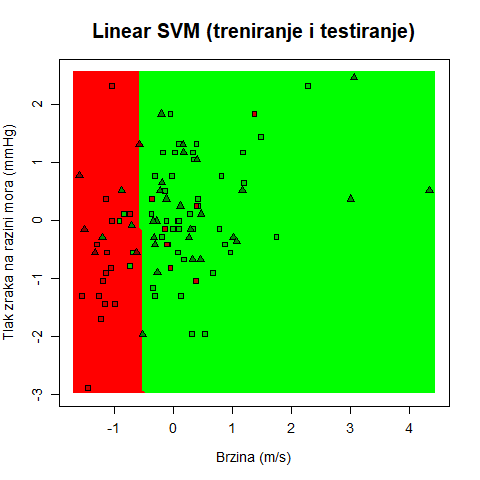 Linear SVM (treniranje i testiranje)
Tlak zraka na razini mora (mmHg)
2
1
0
-1
-2
-3
-1 0 1 2 3 4
Brzina (m/s)